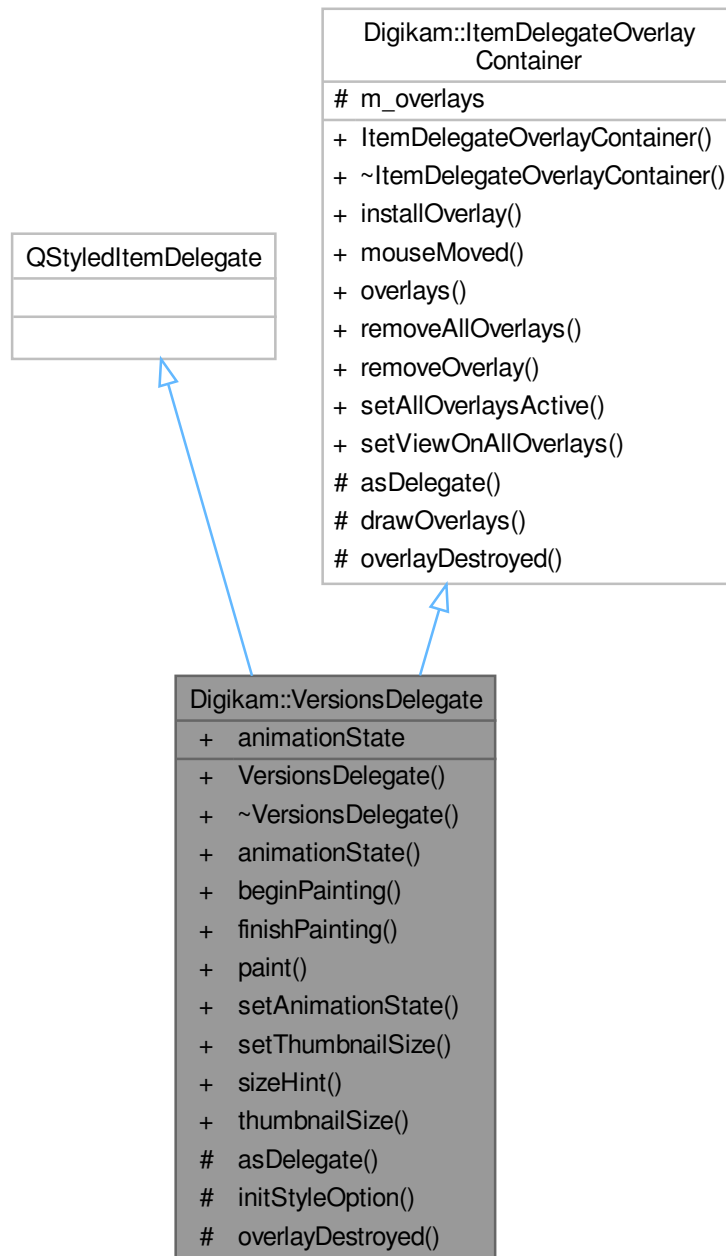 Digikam::ItemDelegateOverlay
Container
# m_overlays
+ ItemDelegateOverlayContainer()
+ ~ItemDelegateOverlayContainer()
+ installOverlay()
+ mouseMoved()
+ overlays()
+ removeAllOverlays()
+ removeOverlay()
+ setAllOverlaysActive()
+ setViewOnAllOverlays()
# asDelegate()
# drawOverlays()
# overlayDestroyed()
QStyledItemDelegate
Digikam::VersionsDelegate
+ animationState
+ VersionsDelegate()
+ ~VersionsDelegate()
+ animationState()
+ beginPainting()
+ finishPainting()
+ paint()
+ setAnimationState()
+ setThumbnailSize()
+ sizeHint()
+ thumbnailSize()
# asDelegate()
# initStyleOption()
# overlayDestroyed()